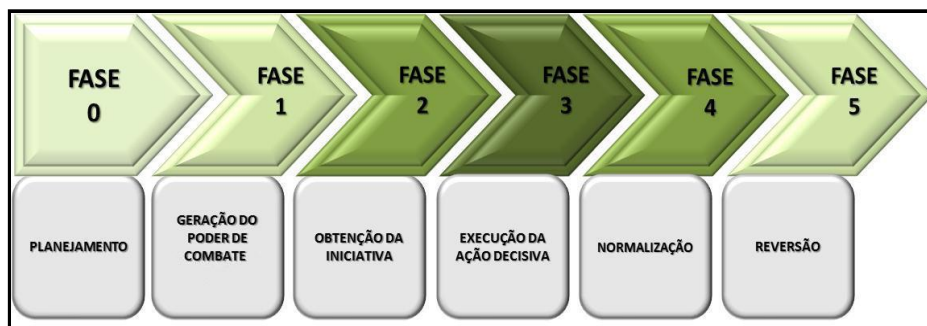 FASE
0
FASE
1
FASE
2
FASE
3
FASE
4
FASE
5
PLANEJAMENTO
GERAÇÃO DO
PODER DE
COMBATE
OBTENÇÃO DA
INICIATIVA
EXECUÇÃO DA
AÇÃO DECISIVA
NORMALIZAÇÃO
REVERSÃO